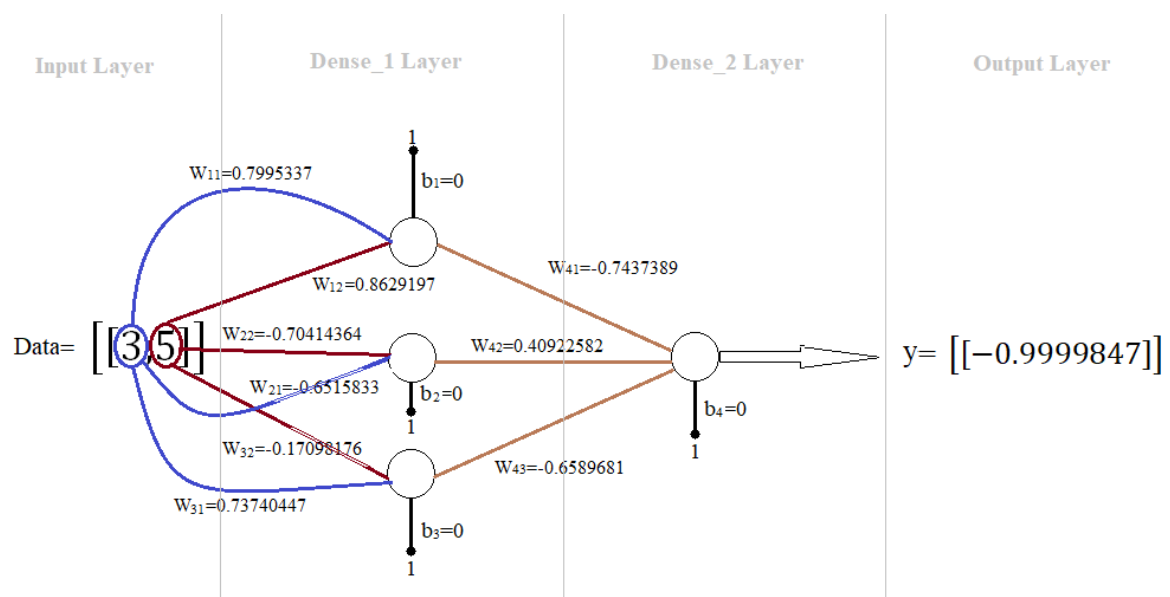 Input Layer
Dense_1 Layer
Dense_2 Layer
Output Layer
1
W11=0.7995337
b1=0
W41=-0.7437389
W12=0.8629197
W22=-0.70414364
Data= [[3,5]]
W42=0.40922582
y= [[−0.9999847]]
W21=-0.6515833
b2=0
b4=0
1
W32=-0.17098176
1
W43=-0.6589681
W31=0.73740447
b3=0
1